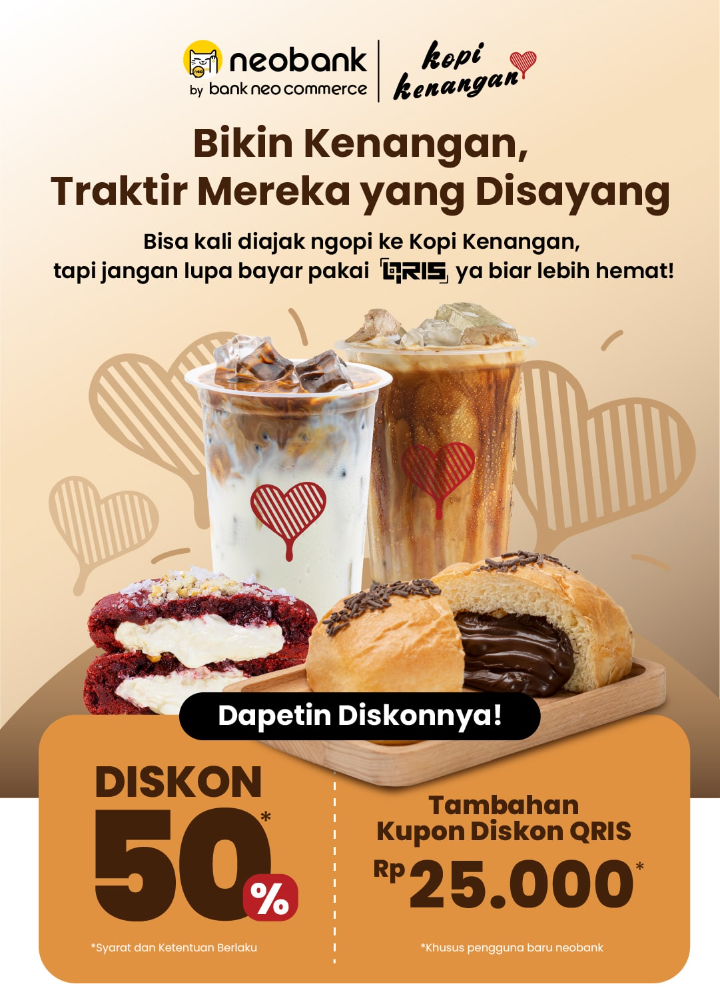 neobank
by bank neo commerce
kopi
kenangan
Bikin Kenangan,
Traktir Mereka yang Disayang
Bisa kali diajak ngopi ke Kopi Kenangan,
tapi jangan lupa bayar pakai QRIS ya biar lebih hemat!
Dapetin Diskonnya!
DISKON
50%*
*Syarat dan Ketentuan Berlaku
Tambahan
Kupon Diskon QRIS
Rp25.000*
*Khusus pengguna baru neobank